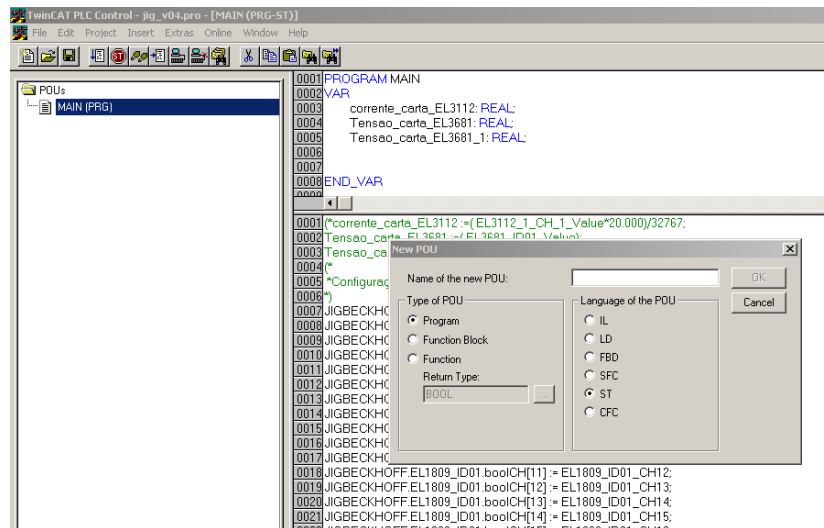 TwinCAT PLC Control - jig_v04.pro - [MAIN (PRG-ST)]
File Edit Project Insert Extras Online Window Help
POUs
MAIN (PRG)
0001 PROGRAM MAIN
0002 VAR
0003 corrente_carta_EL3112: REAL;
0004 Tensao_carta_EL3681: REAL;
0005 Tensao_carta_EL3681_1: REAL;
0006
0007
0008 END_VAR
0001 (*corrente_carta_EL3112 :=( EL3112_1_CH_1_Value*20.000)/32767;
0002 Tensao_carta_EL3681 :=( EL3681_ID01_Value);
0003 Tensao_ca
0004 (*
0005 *Configuraç
0006 *)
0007 JIGBECKHO
0008 JIGBECKHO
0009 JIGBECKHO
0010 JIGBECKHO
0011 JIGBECKHO
0012 JIGBECKHO
0013 JIGBECKHO
0014 JIGBECKHO
0015 JIGBECKHO
0016 JIGBECKHO
0017 JIGBECKHO
0018 JIGBECKHOFF.EL1809_ID01.boolCH[11] := EL1809_ID01_CH12;
0019 JIGBECKHOFF.EL1809_ID01.boolCH[12] := EL1809_ID01_CH13;
0020 JIGBECKHOFF.EL1809_ID01.boolCH[13] := EL1809_ID01_CH14;
0021 JIGBECKHOFF.EL1809_ID01.boolCH[14] := EL1809_ID01_CH15;
New POU
Name of the new POU:
OK
Cancel
Type of POU
Program
Function Block
Function
Return Type:
BOOL
...
Language of the POU
IL
LD
FBD
SFC
ST
CFC